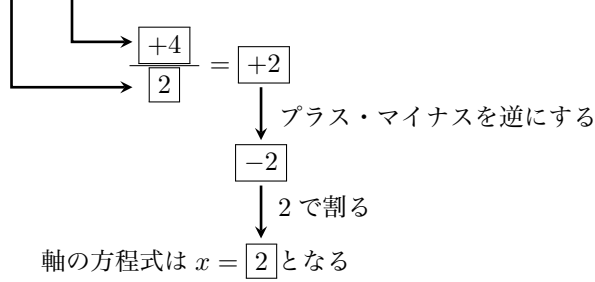 +4
2
= +2
プラス・マイナスを逆にする
−2
2 で割る
軸の方程式は x = 2 となる